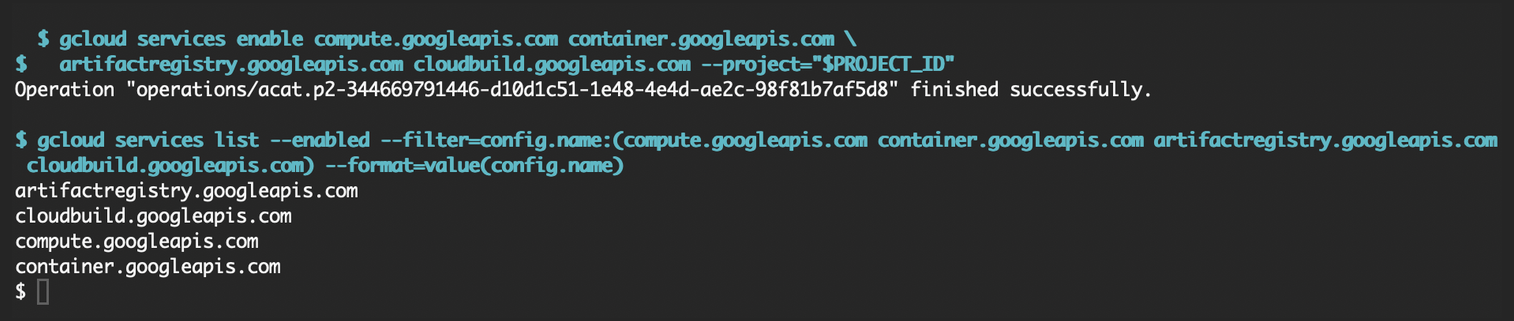 $ gcloud services enable compute.googleapis.com container.googleapis.com \
$   artifactregistry.googleapis.com cloudbuild.googleapis.com --project="$PROJECT_ID"
Operation "operations/acat.p2-344669791446-d10d1c51-1e48-4e4d-ae2c-98f81b7af5d8" finished successfully.
$ gcloud services list --enabled --filter=config.name:(compute.googleapis.com container.googleapis.com artifactregistry.googleapis.com
cloudbuild.googleapis.com) --format=value(config.name)
artifactregistry.googleapis.com
cloudbuild.googleapis.com
compute.googleapis.com
container.googleapis.com
$